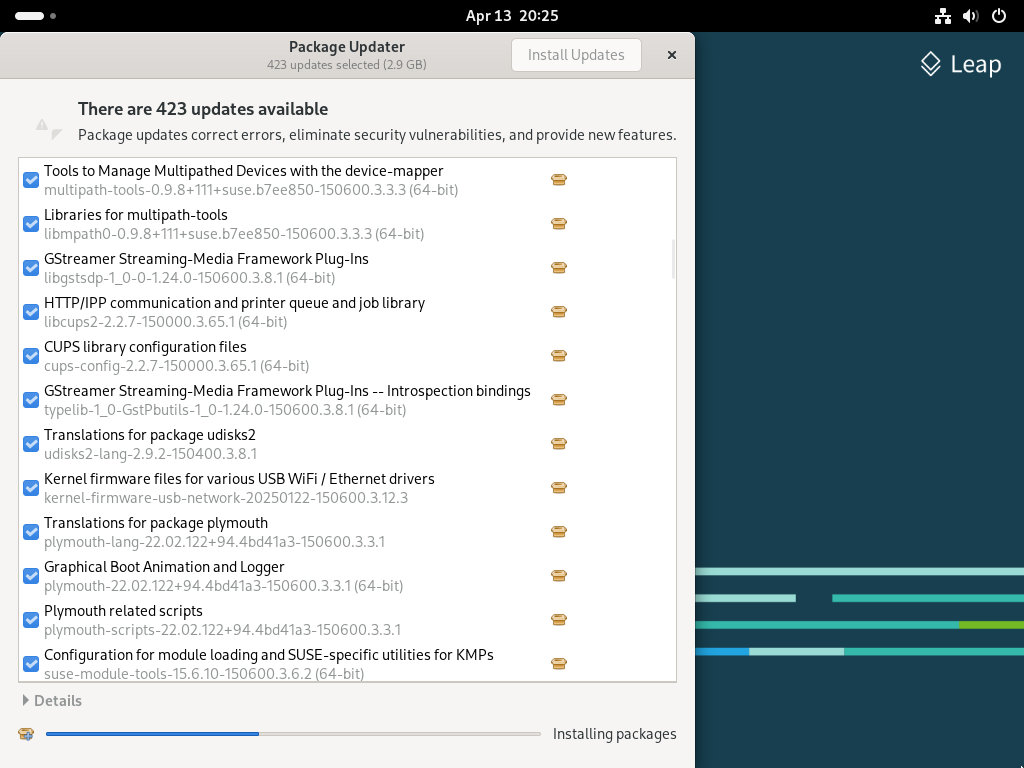 Apr 13 20:25
Package Updater
423 updates selected (2.9 GB)
Install Updates
Leap
There are 423 updates available
Package updates correct errors, eliminate security vulnerabilities, and provide new features.
Tools to Manage Multipathed Devices with the device-mapper
multipath-tools-0.9.8+111+suse.b7ee850-150600.3.3.3 (64-bit)
Libraries for multipath-tools
libmpath0-0.9.8+111+suse.b7ee850-150600.3.3.3 (64-bit)
GStreamer Streaming-Media Framework Plug-Ins
libgstsdp-1_0-0-1.24.0-150600.3.8.1 (64-bit)
HTTP/IPP communication and printer queue and job library
libcups2-2.2.7-150000.3.65.1 (64-bit)
CUPS library configuration files
cups-config-2.2.7-150000.3.65.1 (64-bit)
GStreamer Streaming-Media Framework Plug-Ins -- Introspection bindings
typelib-1_0-GstPbutils-1_0-1.24.0-150600.3.8.1 (64-bit)
Translations for package udisks2
udisks2-lang-2.9.2-150400.3.8.1
Kernel firmware files for various USB WiFi / Ethernet drivers
kernel-firmware-usb-network-20250122-150600.3.12.3
Translations for package plymouth
plymouth-lang-22.02.122+94.4bd41a3-150600.3.3.1
Graphical Boot Animation and Logger
plymouth-22.02.122+94.4bd41a3-150600.3.3.1 (64-bit)
Plymouth related scripts
plymouth-scripts-22.02.122+94.4bd41a3-150600.3.3.1
Configuration for module loading and SUSE-specific utilities for KMPs
suse-module-tools-15.6.10-150600.3.6.2 (64-bit)
Details
Installing packages